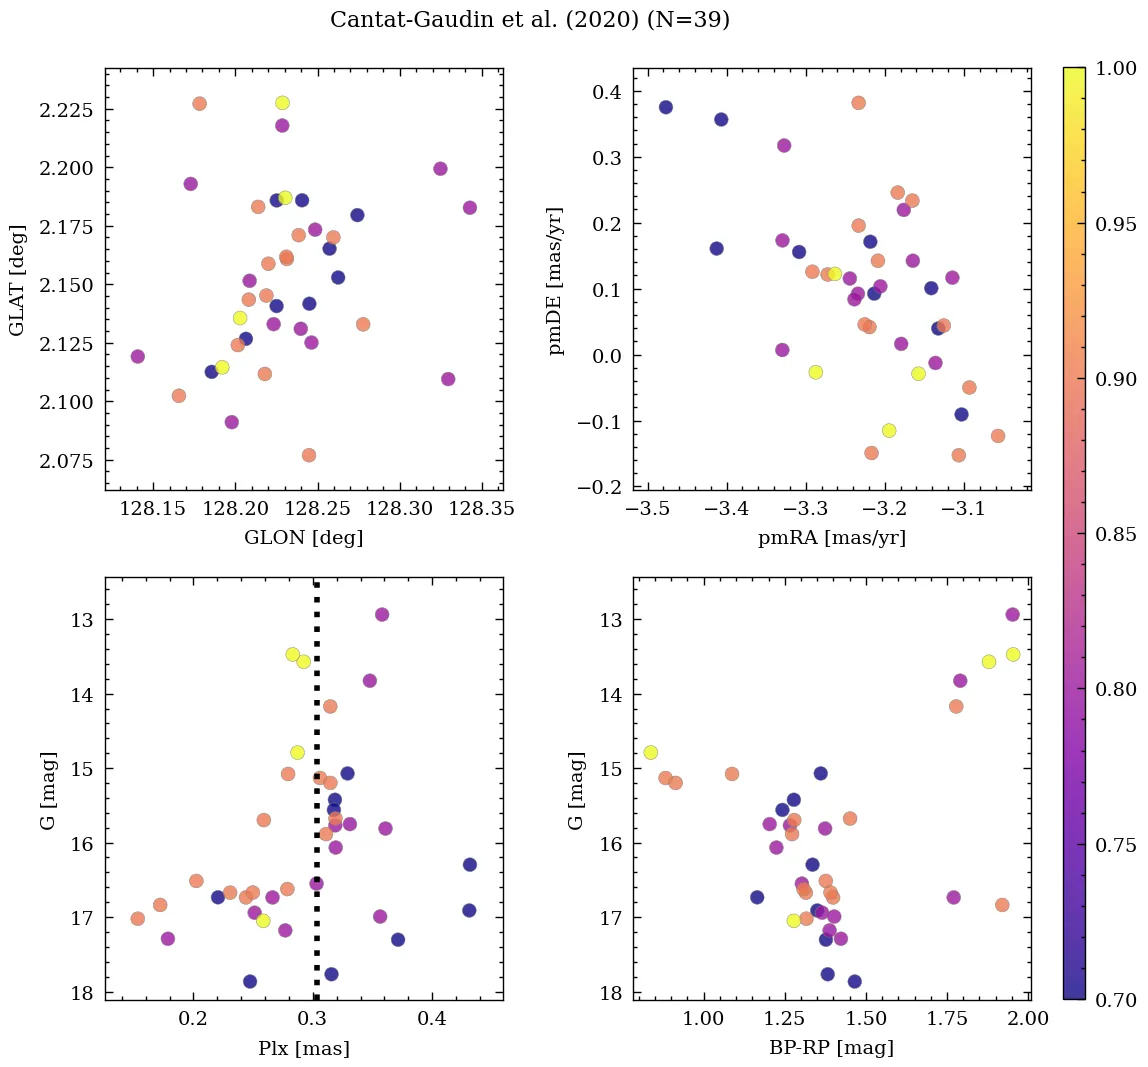 Cantat-Gaudin et al. (2020) (N=39)
2.225
2.200
2.175
2.150
2.125
2.100
2.075
GLAT [deg]
128.15 128.20 128.25 128.30 128.35
GLON [deg]
0.4
0.3
0.2
0.1
0.0
−0.1
−0.2
pmDE [mas/yr]
−3.5 −3.4 −3.3 −3.2 −3.1
pmRA [mas/yr]
13
14
15
16
17
18
G [mag]
0.2 0.3 0.4
Plx [mas]
13
14
15
16
17
18
G [mag]
1.00 1.25 1.50 1.75 2.00
BP-RP [mag]
1.00
0.95
0.90
0.85
0.80
0.75
0.70